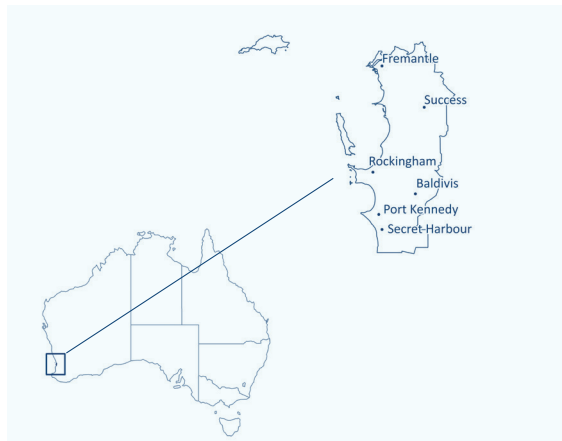 Fremantle
Success
Rockingham
Baldivis
Port Kennedy
Secret Harbour